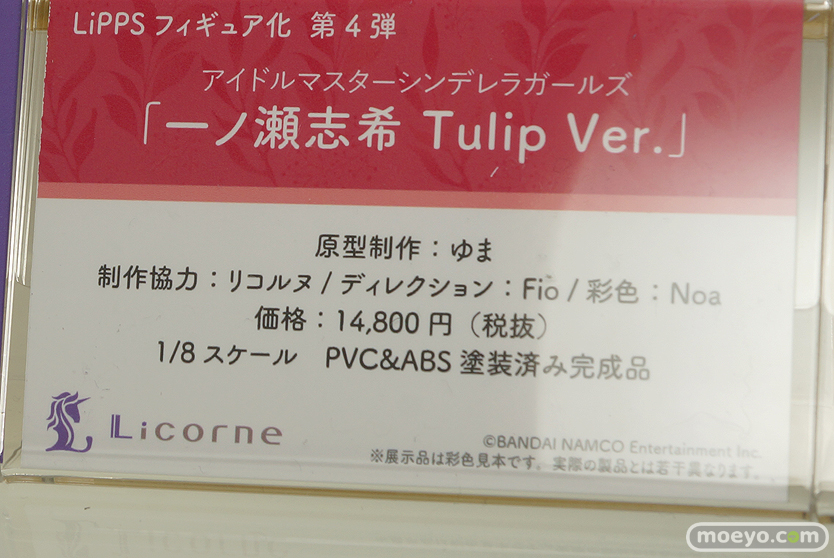 LiPPS フィギュア化 第4弾
アイドルマスターシンデレラガールズ
「一ノ瀬志希 Tulip Ver.」
原型制作：ゆま
制作協力：リコルヌ / ディレクション：Fio / 彩色：Noa
価格：14,800円（税抜）
1/8スケール　PVC&ABS 塗装済み完成品
Licorne
©BANDAI NAMCO Entertainment Inc.
※展示品は彩色見本です。実際の製品とは若干異なります。
moeyo.com